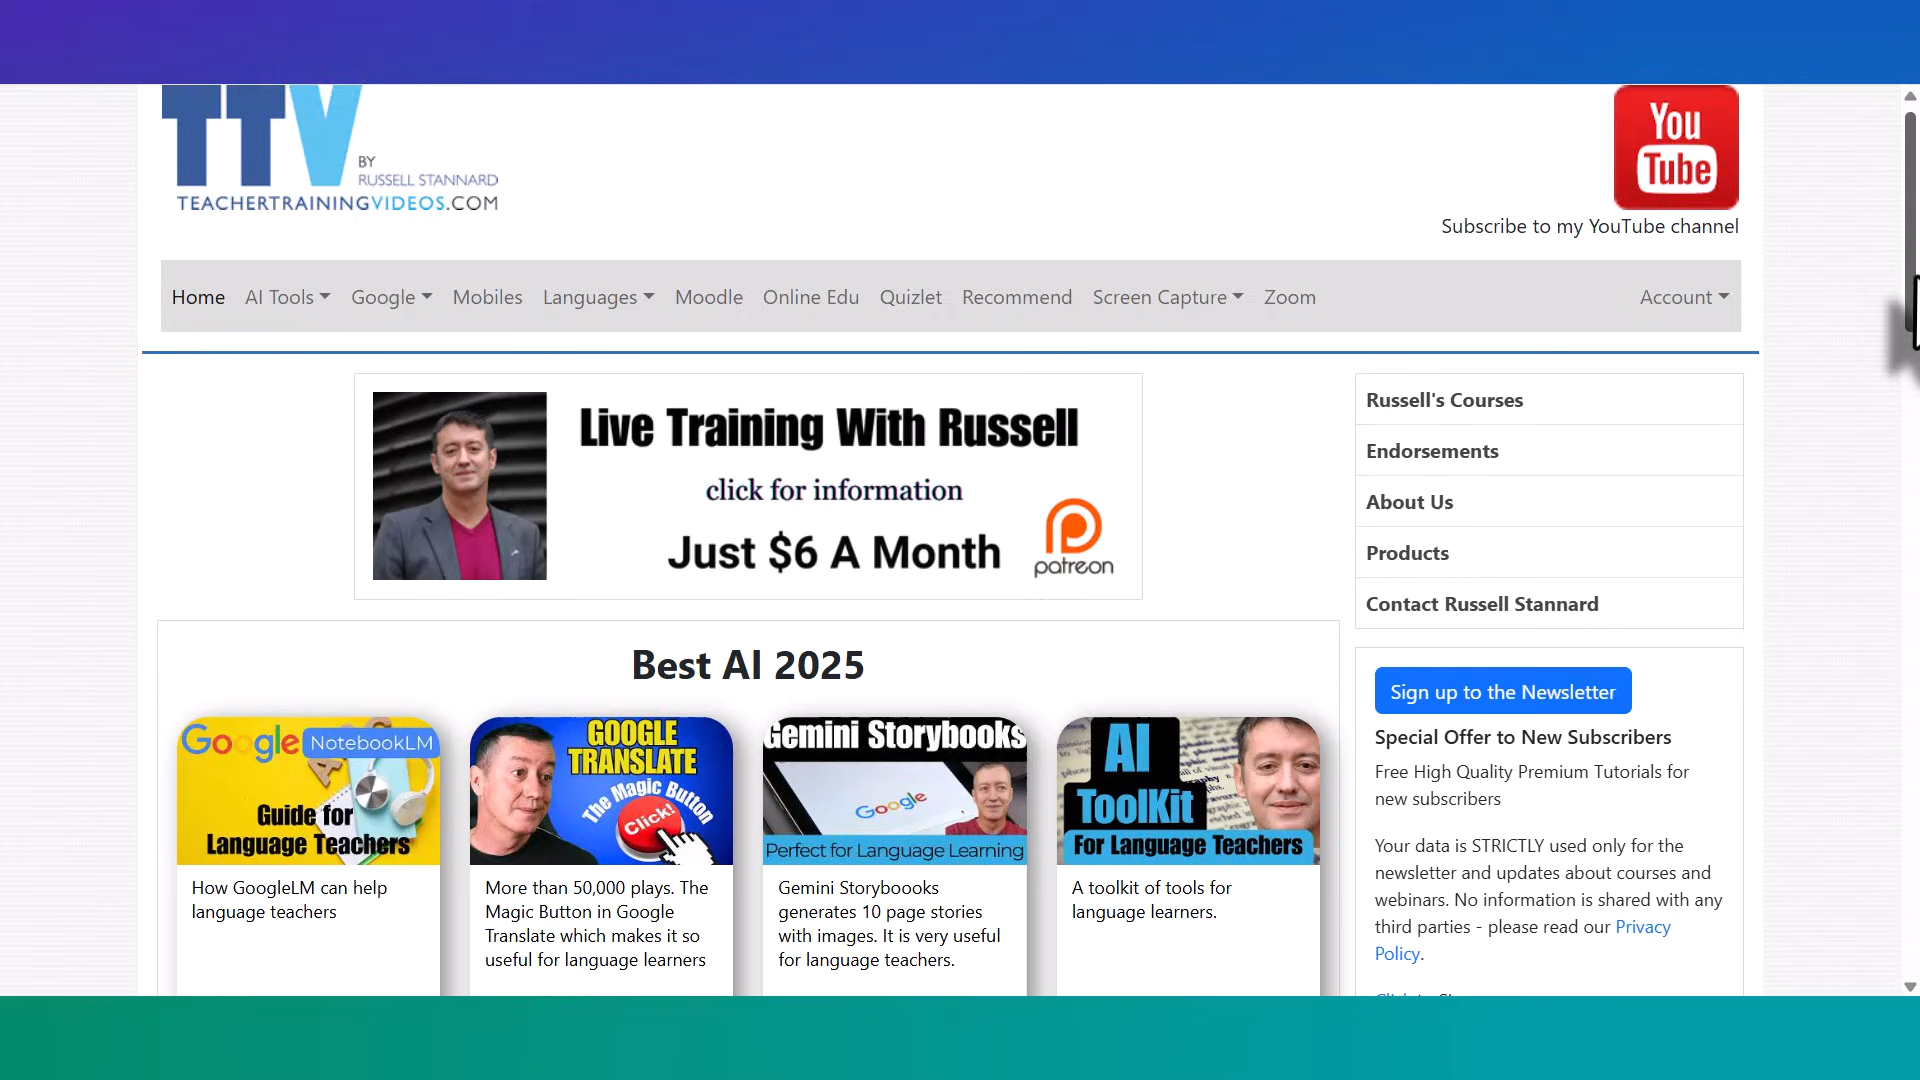 TTV
BY
RUSSELL STANNARD
TEACHERTRAININGVIDEOS.COM
You
Tube
Subscribe to my YouTube channel
Home AI Tools Google Mobiles Languages Moodle Online Edu Quizlet Recommend Screen Capture Zoom Account
Live Training With Russell
click for information
Just $6 A Month
patreon
Russell's Courses
Endorsements
About Us
Products
Contact Russell Stannard
Best AI 2025
Google NotebookLM
Guide for
Language Teachers
How GoogleLM can help
language teachers
GOOGLE
TRANSLATE
The Magic Button
Click!
More than 50,000 plays. The
Magic Button in Google
Translate which makes it so
useful for language learners
Gemini Storybooks
Google
Perfect for Language Learning
Gemini Storyboooks
generates 10 page stories
with images. It is very useful
for language teachers.
AI
ToolKit
For Language Teachers
A toolkit of tools for
language learners.
Sign up to the Newsletter
Special Offer to New Subscribers
Free High Quality Premium Tutorials for
new subscribers
Your data is STRICTLY used only for the
newsletter and updates about courses and
webinars. No information is shared with any
third parties - please read our Privacy
Policy.